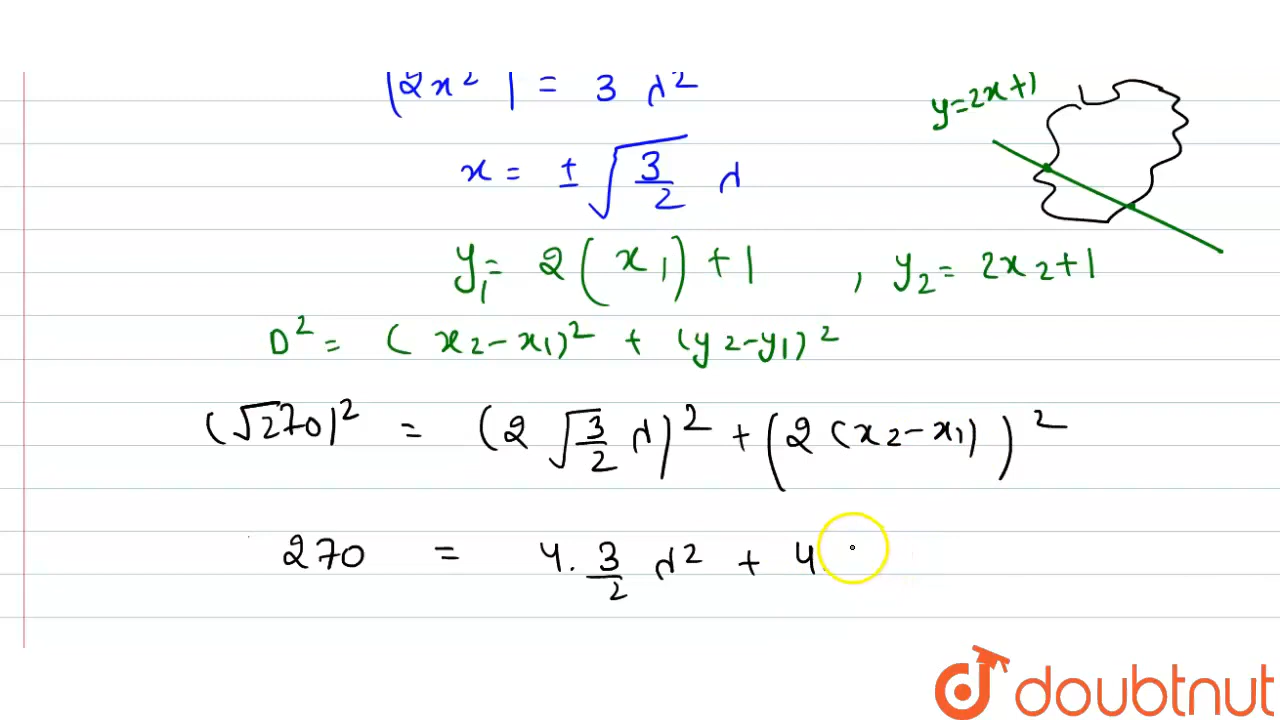 |2x² | = 3 λ²
y=2x+1
x = ± √(3/2) λ
y₁= 2(x₁)+1 , y₂= 2x₂+1
D² = (x₂-x₁)² + (y₂-y₁)²
(√270)² = (2 √(3/2) λ)² + (2(x₂-x₁))²
270 = 4. 3/2 λ² + 4.
doubtnut